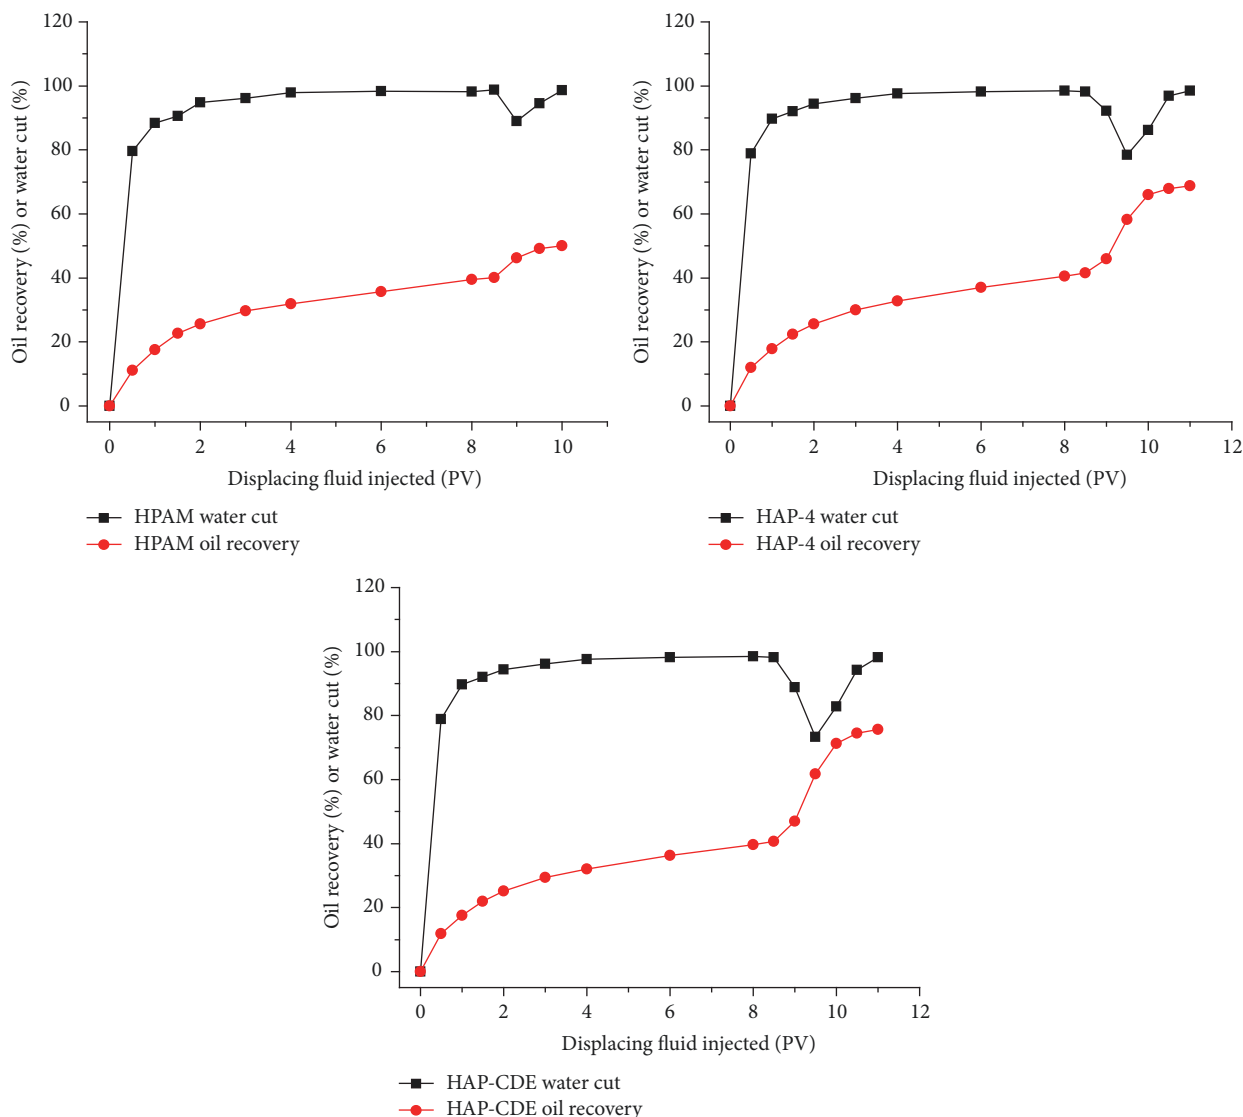 120
100
80
60
40
20
0
Oil recovery (%) or water cut (%)
0 2 4 6 8 10
Displacing fluid injected (PV)
HPAM water cut
HPAM oil recovery
120
100
80
60
40
20
0
Oil recovery (%) or water cut (%)
0 2 4 6 8 10 12
Displacing fluid injected (PV)
HAP-4 water cut
HAP-4 oil recovery
120
100
80
60
40
20
0
Oil recovery (%) or water cut (%)
0 2 4 6 8 10 12
Displacing fluid injected (PV)
HAP-CDE water cut
HAP-CDE oil recovery